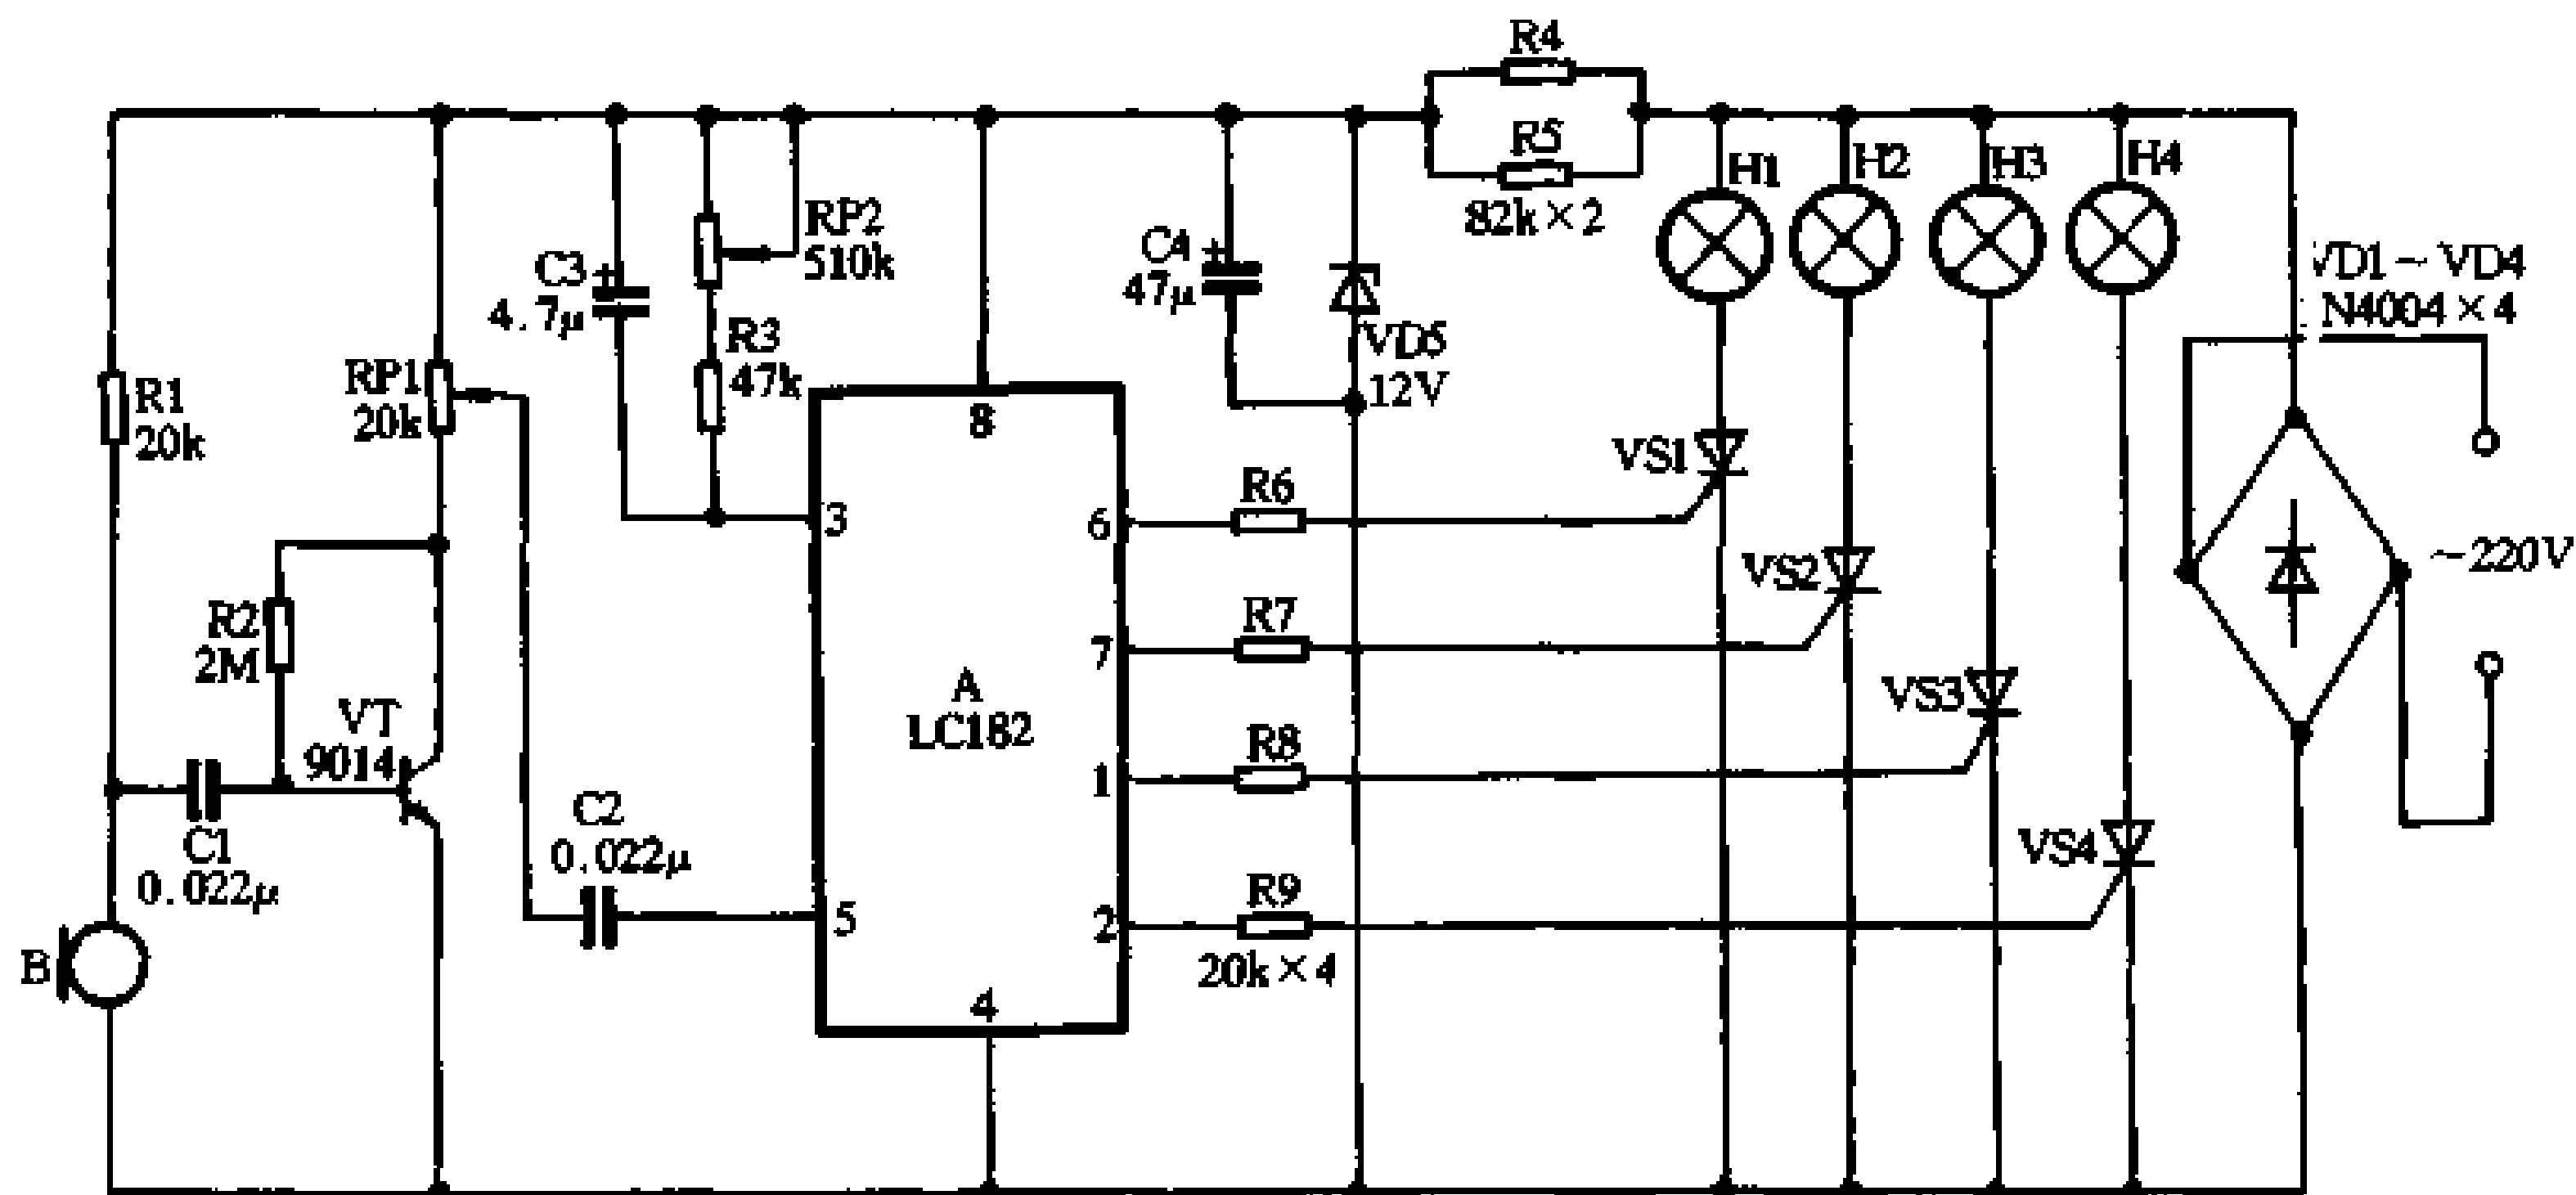 R4
R5
82k×2
H1
H2
H3
H4
RP2
510k
C3
+
4.7μ
C4
+
47μ
VD5
12V
VD1~VD4
N4004×4
R1
20k
RP1
20k
R3
47k
8
VS1
R6
3
6
~220V
VS2
R7
R2
2M
7
VS3
A
LC182
VT
9014
R8
1
C1
0.022μ
C2
0.022μ
VS4
R9
5
2
20k×4
B
4